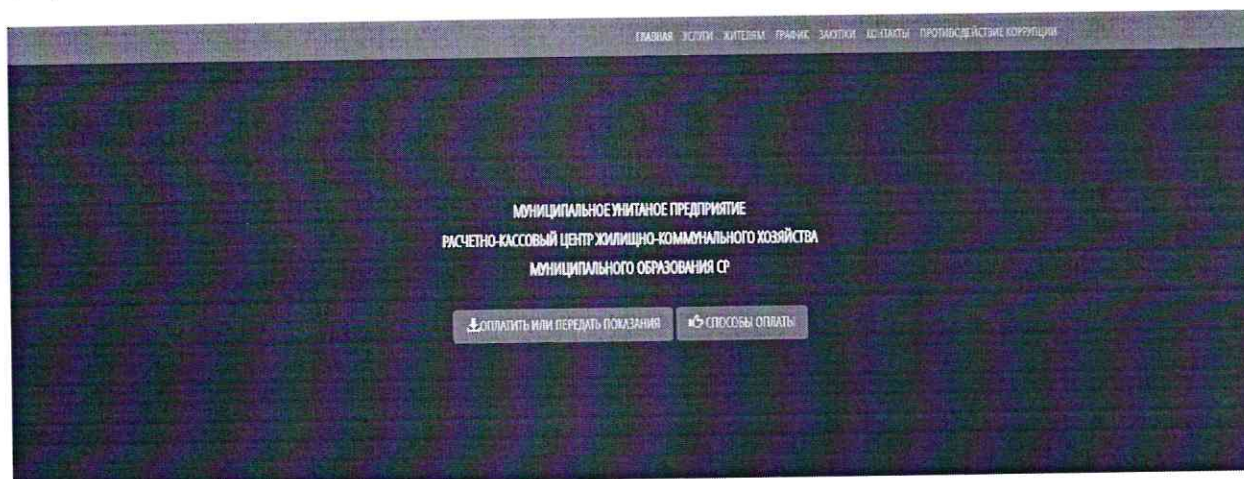 ГЛАВНАЯ УСЛУГИ ЖИТЕЛЯМ ГРАФИК ЗАКУПКИ КОНТАКТЫ ПРОТИВОДЕЙСТВИЕ КОРРУПЦИИ
МУНИЦИПАЛЬНОЕ УНИТАНОЕ ПРЕДПРИЯТИЕ
РАСЧЕТНО-КАССОВЫЙ ЦЕНТР ЖИЛИЩНО-КОММУНАЛЬНОГО ХОЗЯЙСТВА
МУНИЦИПАЛЬНОГО ОБРАЗОВАНИЯ СР
ОПЛАТИТЬ ИЛИ ПЕРЕДАТЬ ПОКАЗАНИЯ СПОСОБЫ ОПЛАТЫ